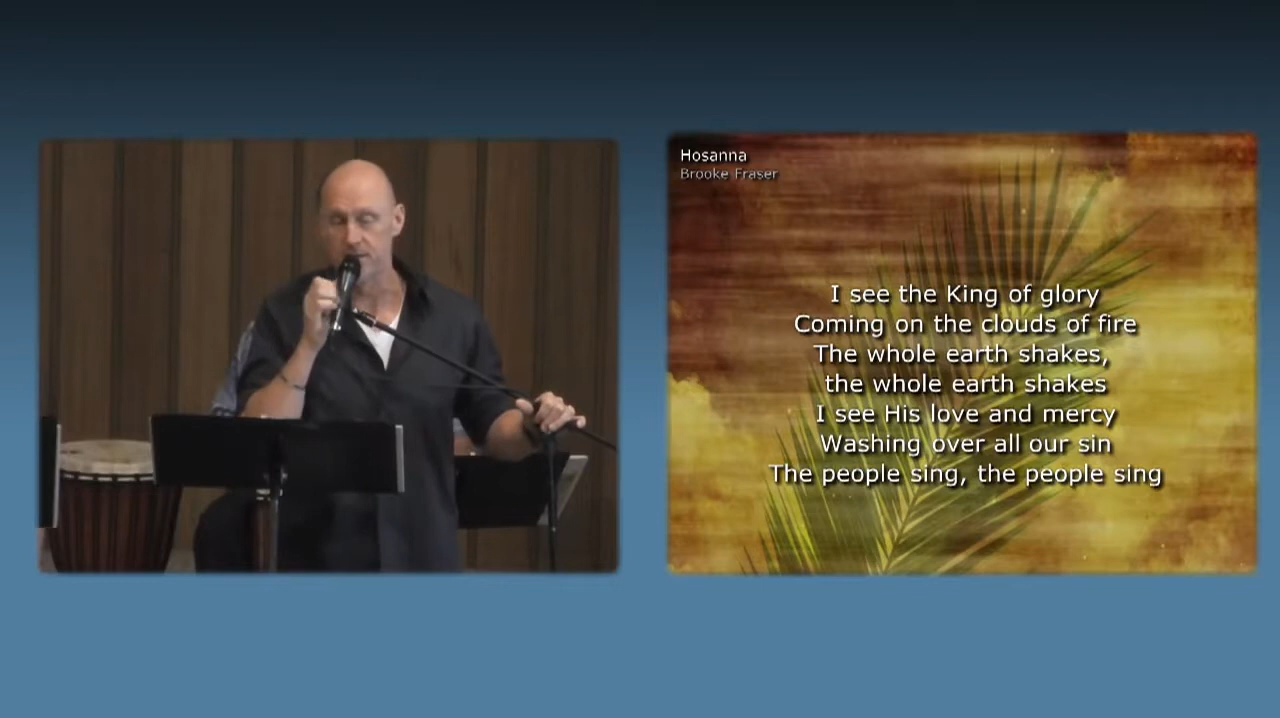 Hosanna
Brooke Fraser
I see the King of glory
Coming on the clouds of fire
The whole earth shakes,
the whole earth shakes
I see His love and mercy
Washing over all our sin
The people sing, the people sing